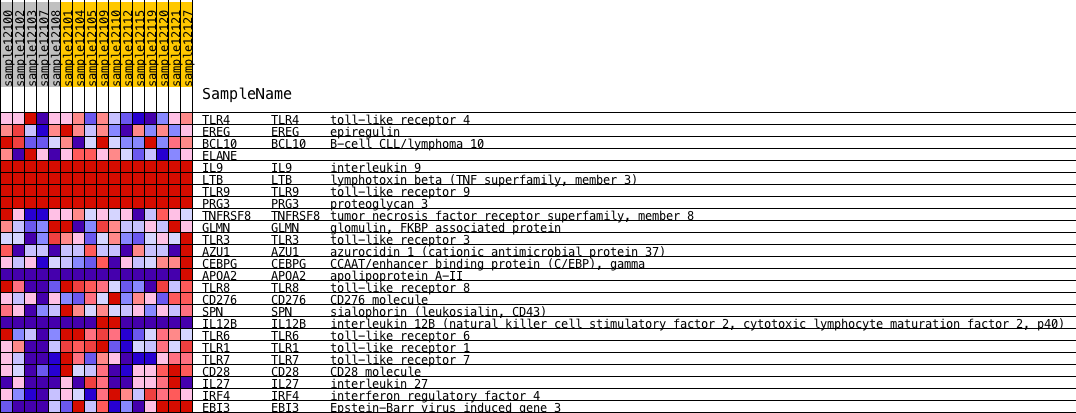 sample12100
sample12102
sample12103
sample12107
sample12108
sample12101
sample12104
sample12105
sample12109
sample12110
sample12112
sample12115
sample12119
sample12120
sample12121
sample12127
SampleName
TLR4 TLR4 toll-like receptor 4
EREG EREG epiregulin
BCL10 BCL10 B-cell CLL/lymphoma 10
ELANE
IL9 IL9 interleukin 9
LTB LTB lymphotoxin beta (TNF superfamily, member 3)
TLR9 TLR9 toll-like receptor 9
PRG3 PRG3 proteoglycan 3
TNFRSF8 TNFRSF8 tumor necrosis factor receptor superfamily, member 8
GLMN GLMN glomulin, FKBP associated protein
TLR3 TLR3 toll-like receptor 3
AZU1 AZU1 azurocidin 1 (cationic antimicrobial protein 37)
CEBPG CEBPG CCAAT/enhancer binding protein (C/EBP), gamma
APOA2 APOA2 apolipoprotein A-II
TLR8 TLR8 toll-like receptor 8
CD276 CD276 CD276 molecule
SPN SPN sialophorin (leukosialin, CD43)
IL12B IL12B interleukin 12B (natural killer cell stimulatory factor 2, cytotoxic lymphocyte maturation factor 2, p40)
TLR6 TLR6 toll-like receptor 6
TLR1 TLR1 toll-like receptor 1
TLR7 TLR7 toll-like receptor 7
CD28 CD28 CD28 molecule
IL27 IL27 interleukin 27
IRF4 IRF4 interferon regulatory factor 4
EBI3 EBI3 Epstein-Barr virus induced gene 3